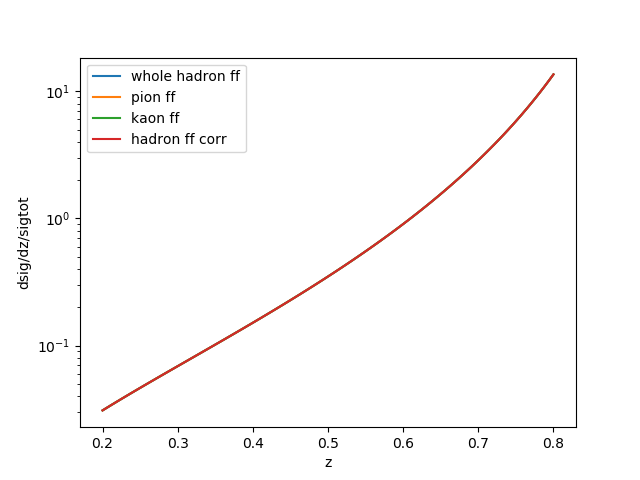 whole hadron ff
pion ff
kaon ff
hadron ff corr
10¹
10⁰
10⁻¹
dsig/dz/sigtot
0.2 0.3 0.4 0.5 0.6 0.7 0.8
z